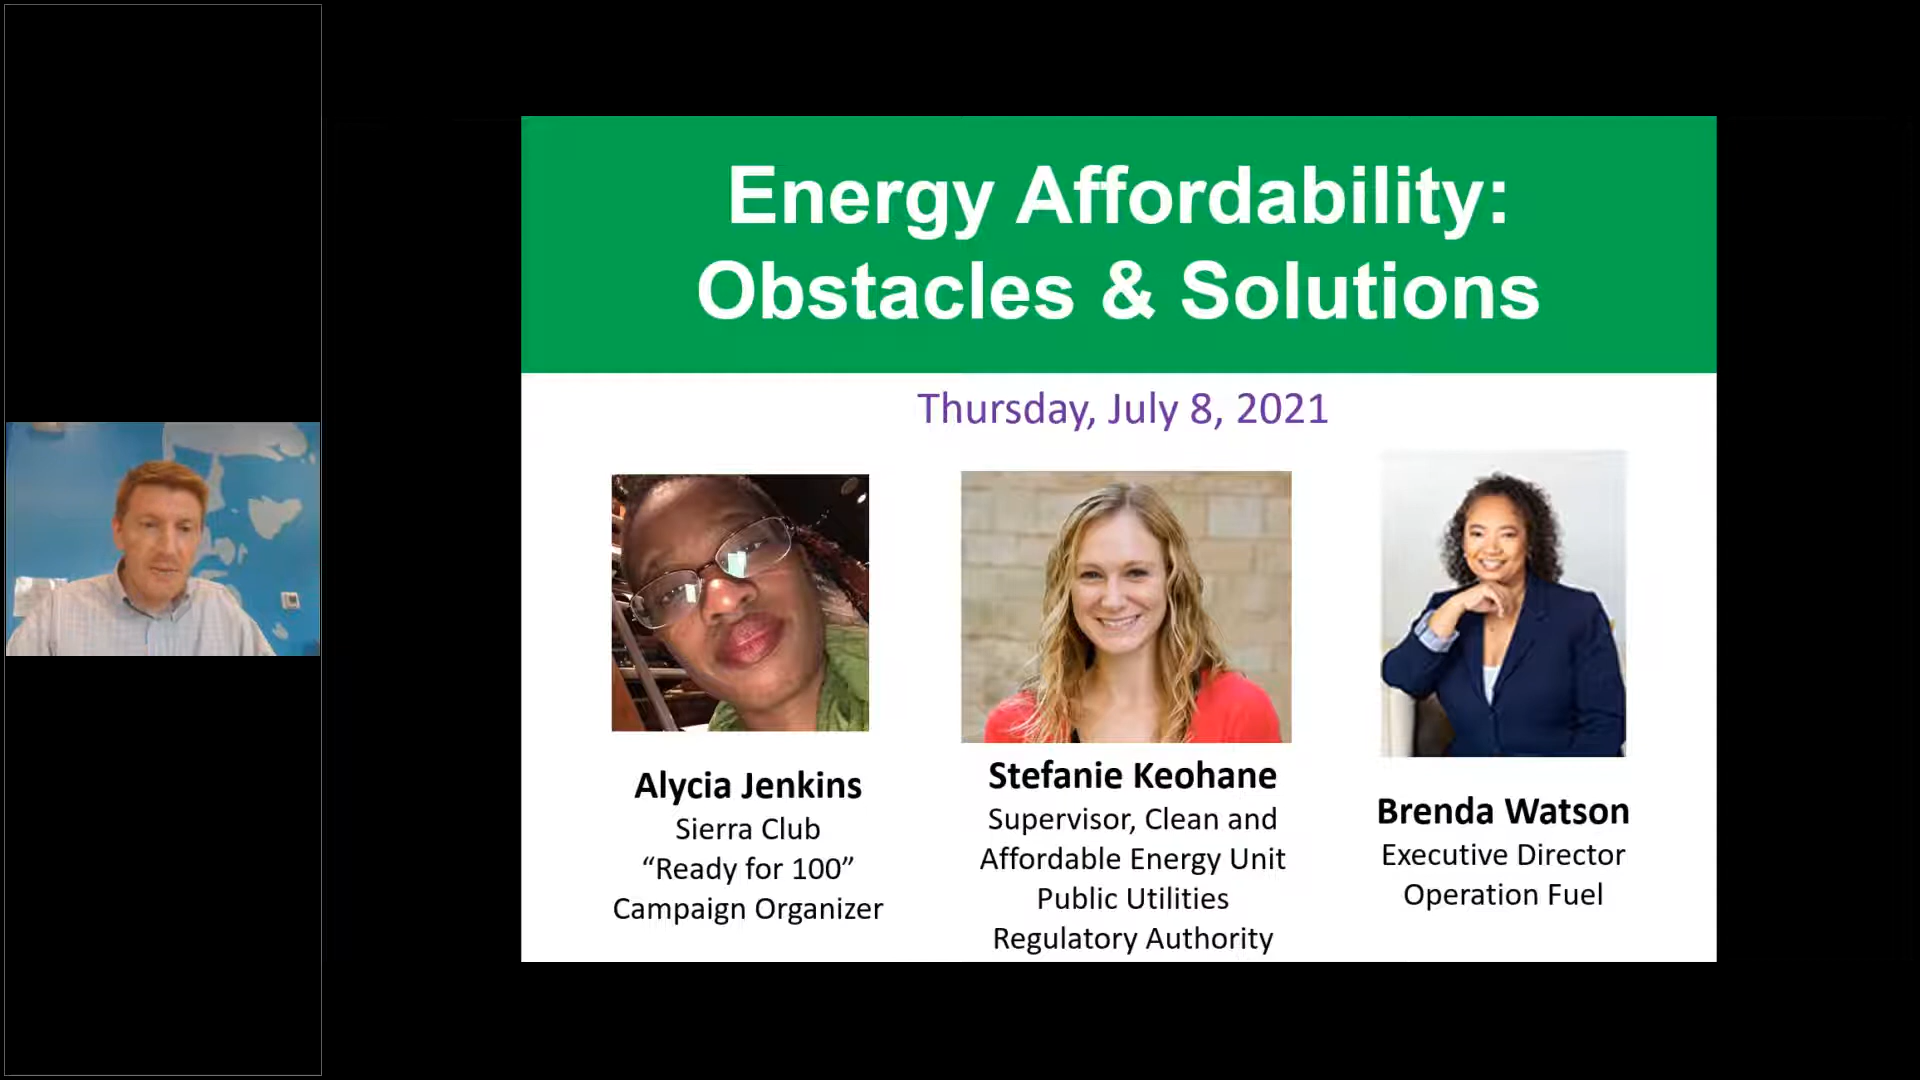 Energy Affordability:
Obstacles & Solutions
Thursday, July 8, 2021
Alycia Jenkins
Sierra Club
“Ready for 100”
Campaign Organizer
Stefanie Keohane
Supervisor, Clean and
Affordable Energy Unit
Public Utilities
Regulatory Authority
Brenda Watson
Executive Director
Operation Fuel